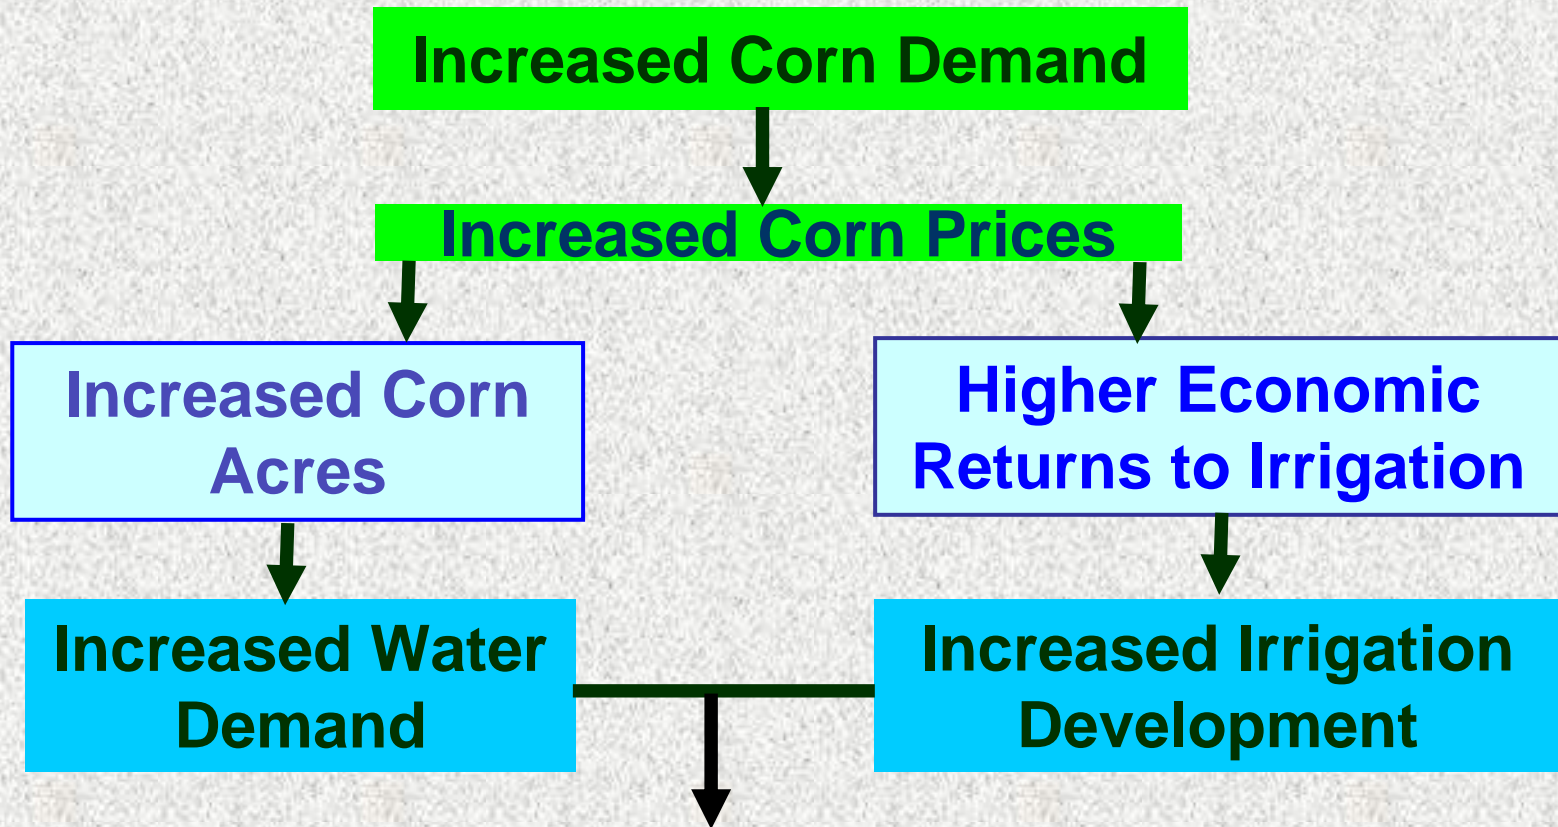 Increased Corn Demand
Increased Corn Prices
Increased Corn
Acres
Higher Economic
Returns to Irrigation
Increased Water
Demand
Increased Irrigation
Development